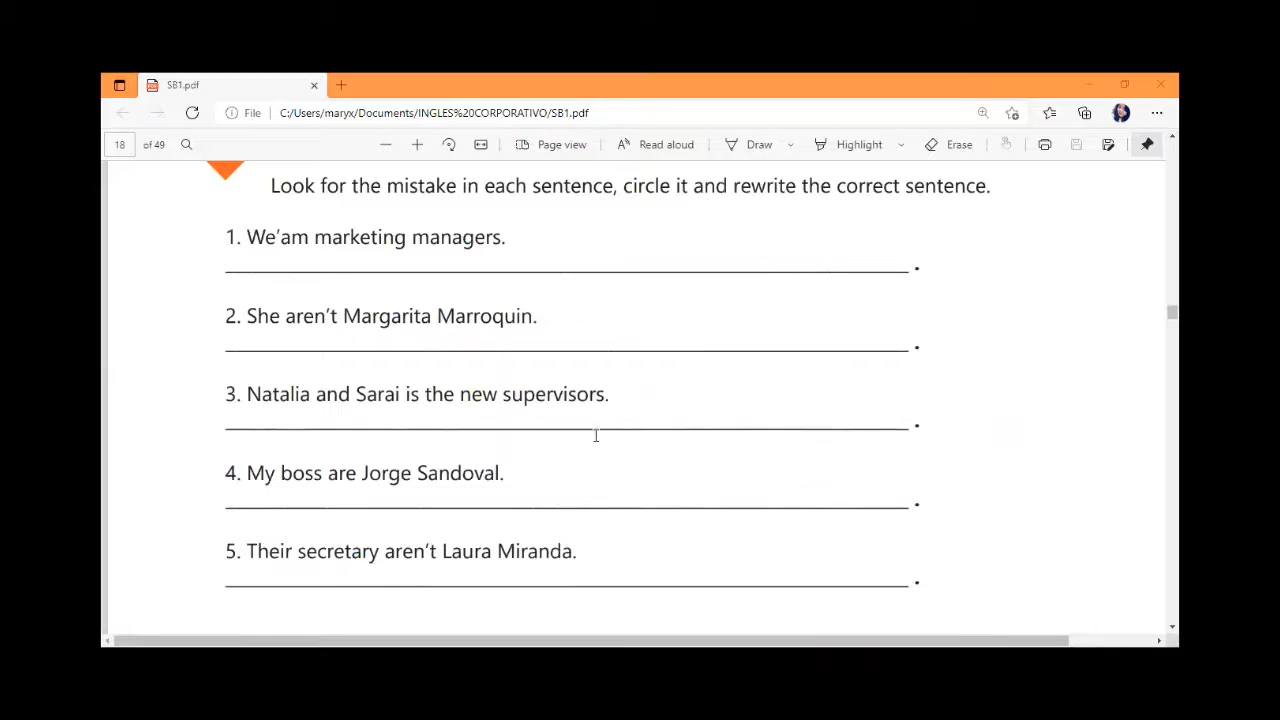 SB1.pdf
File C:/Users/maryx/Documents/INGLES%20CORPORATIVO/SB1.pdf
18 of 49 Page view Read aloud Draw Highlight Erase
Look for the mistake in each sentence, circle it and rewrite the correct sentence.
1. We’am marketing managers.
2. She aren’t Margarita Marroquin.
3. Natalia and Sarai is the new supervisors.
4. My boss are Jorge Sandoval.
5. Their secretary aren’t Laura Miranda.